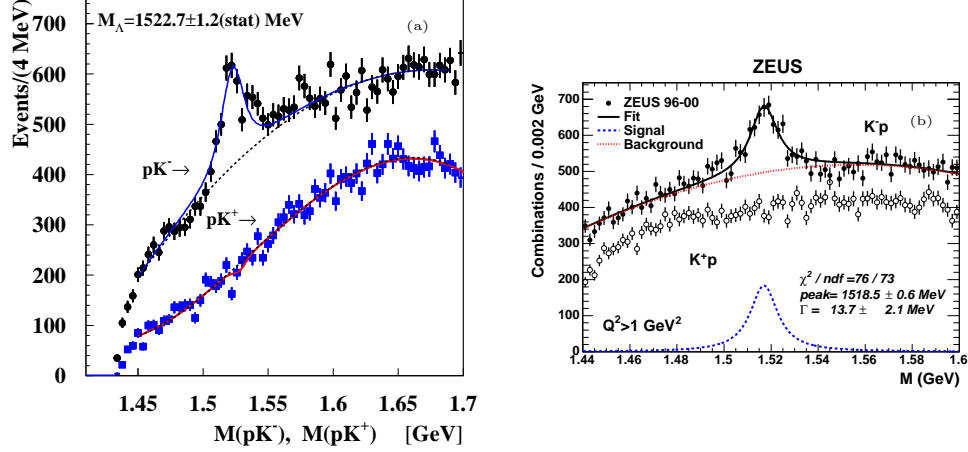 M_Λ=1522.7±1.2(stat) MeV
(a)
Events/(4 MeV)
700
600
500
400
300
200
100
0
pK⁻→
pK⁺→
1.45
1.5
1.55
1.6
1.65
1.7
M(pK⁻), M(pK⁺) [GeV]
ZEUS
(b)
Combinations / 0.002 GeV
700
600
500
400
300
200
100
0
ZEUS 96-00
Fit
Signal
Background
K⁻p
K⁺p
χ² / ndf =76 / 73
peak= 1518.5 ± 0.6 MeV
Γ = 13.7 ± 2.1 MeV
Q²>1 GeV²
1.44
1.46
1.48
1.5
1.52
1.54
1.56
1.58
1.6
M (GeV)